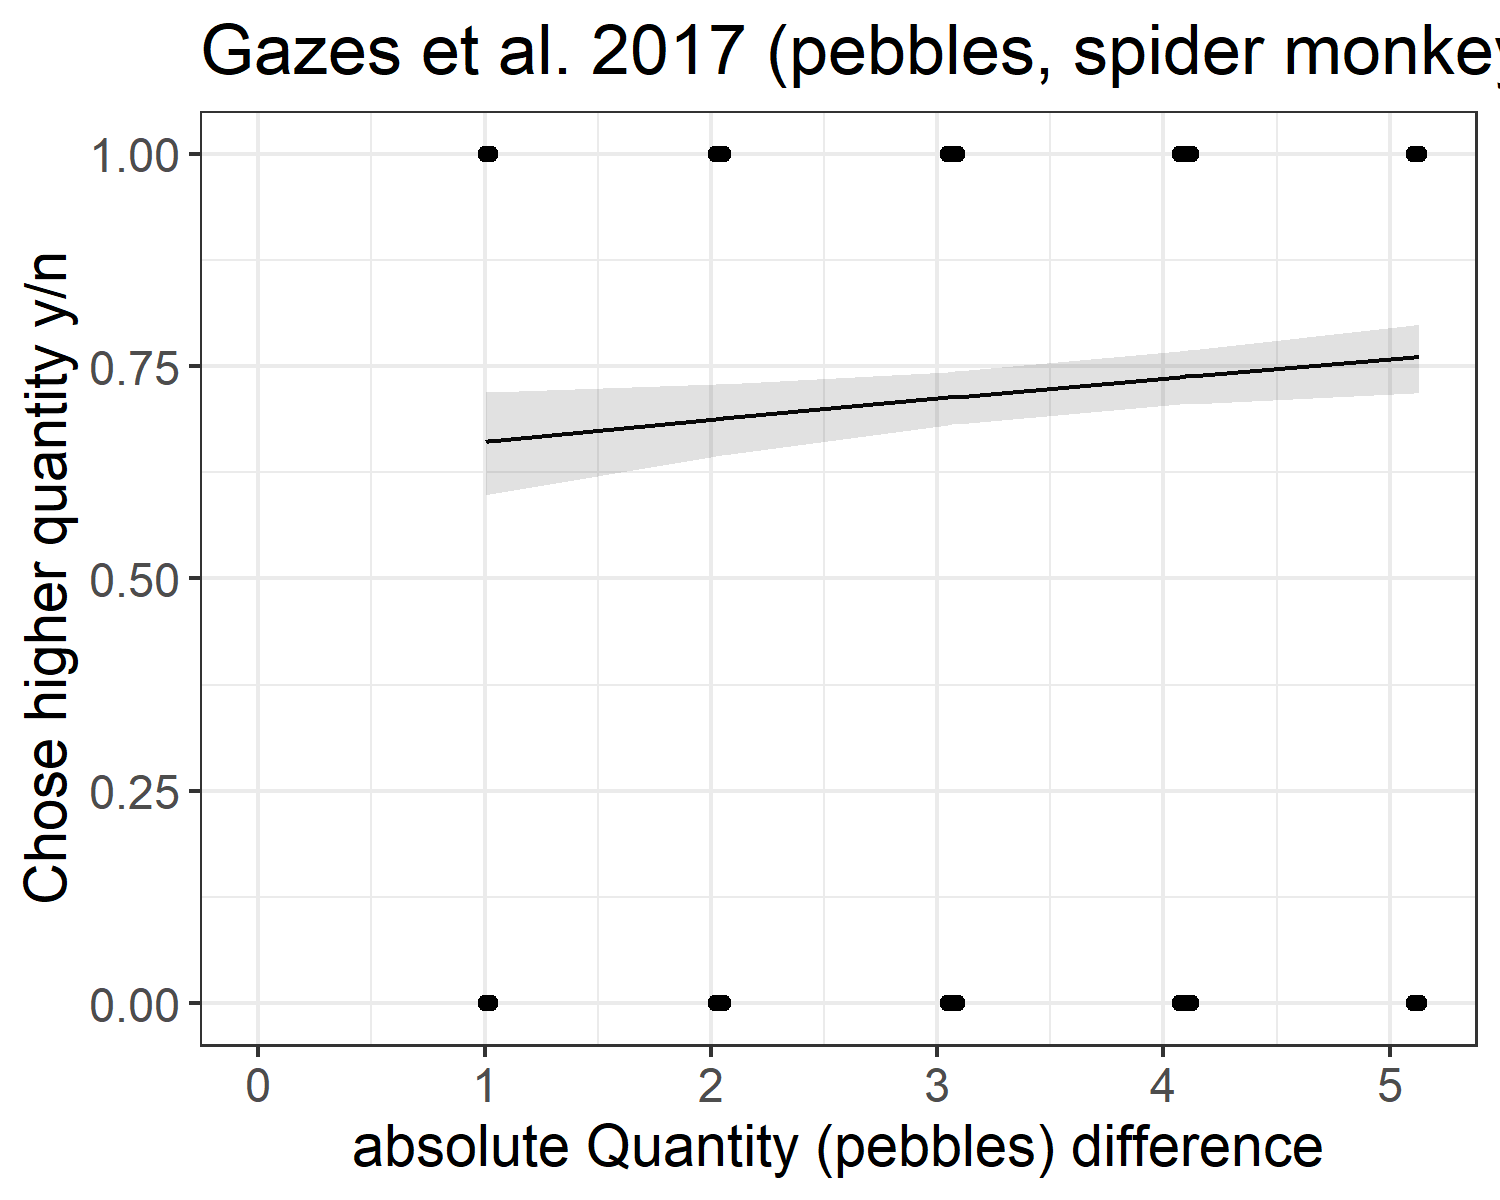 Gazes et al. 2017 (pebbles, spider monkey
Chose higher quantity y/n
1.00
0.75
0.50
0.25
0.00
0 1 2 3 4 5
absolute Quantity (pebbles) difference